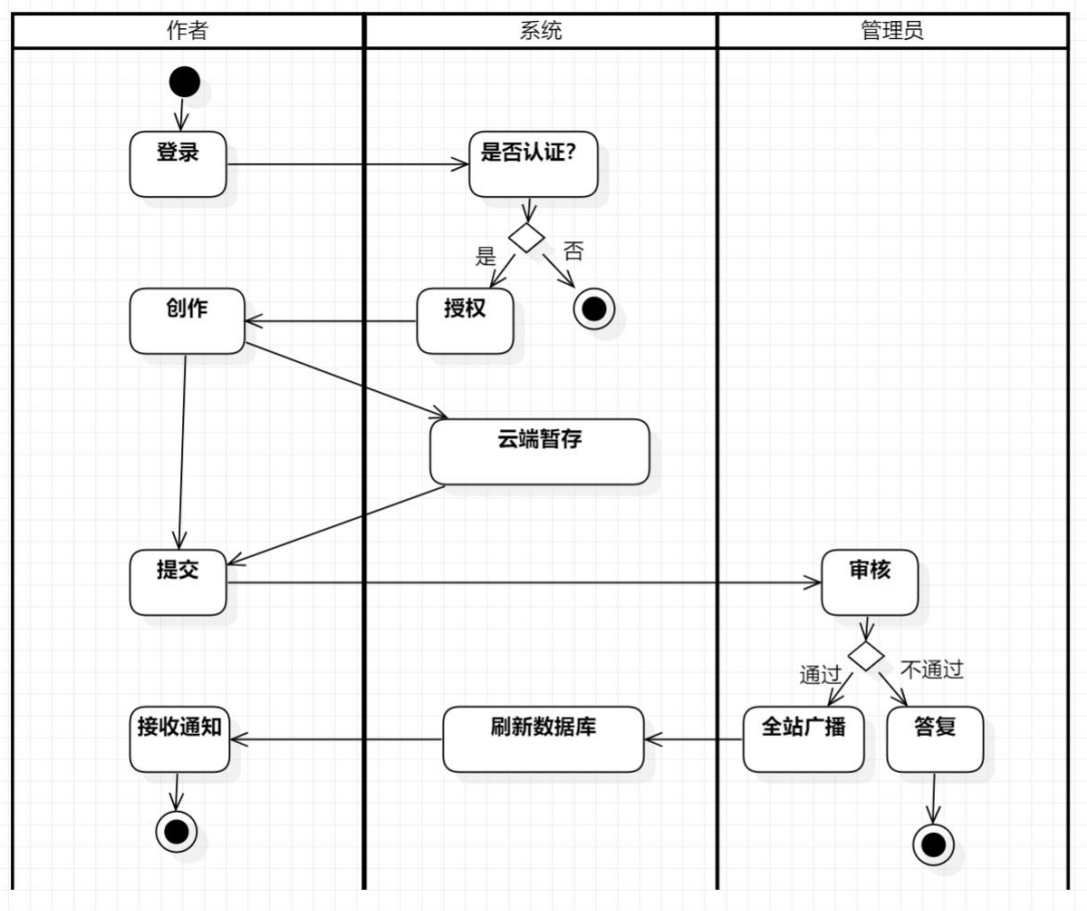 作者
系统
管理员
登录
是否认证?
是
否
创作
授权
云端暂存
提交
审核
通过
不通过
接收通知
刷新数据库
全站广播
答复